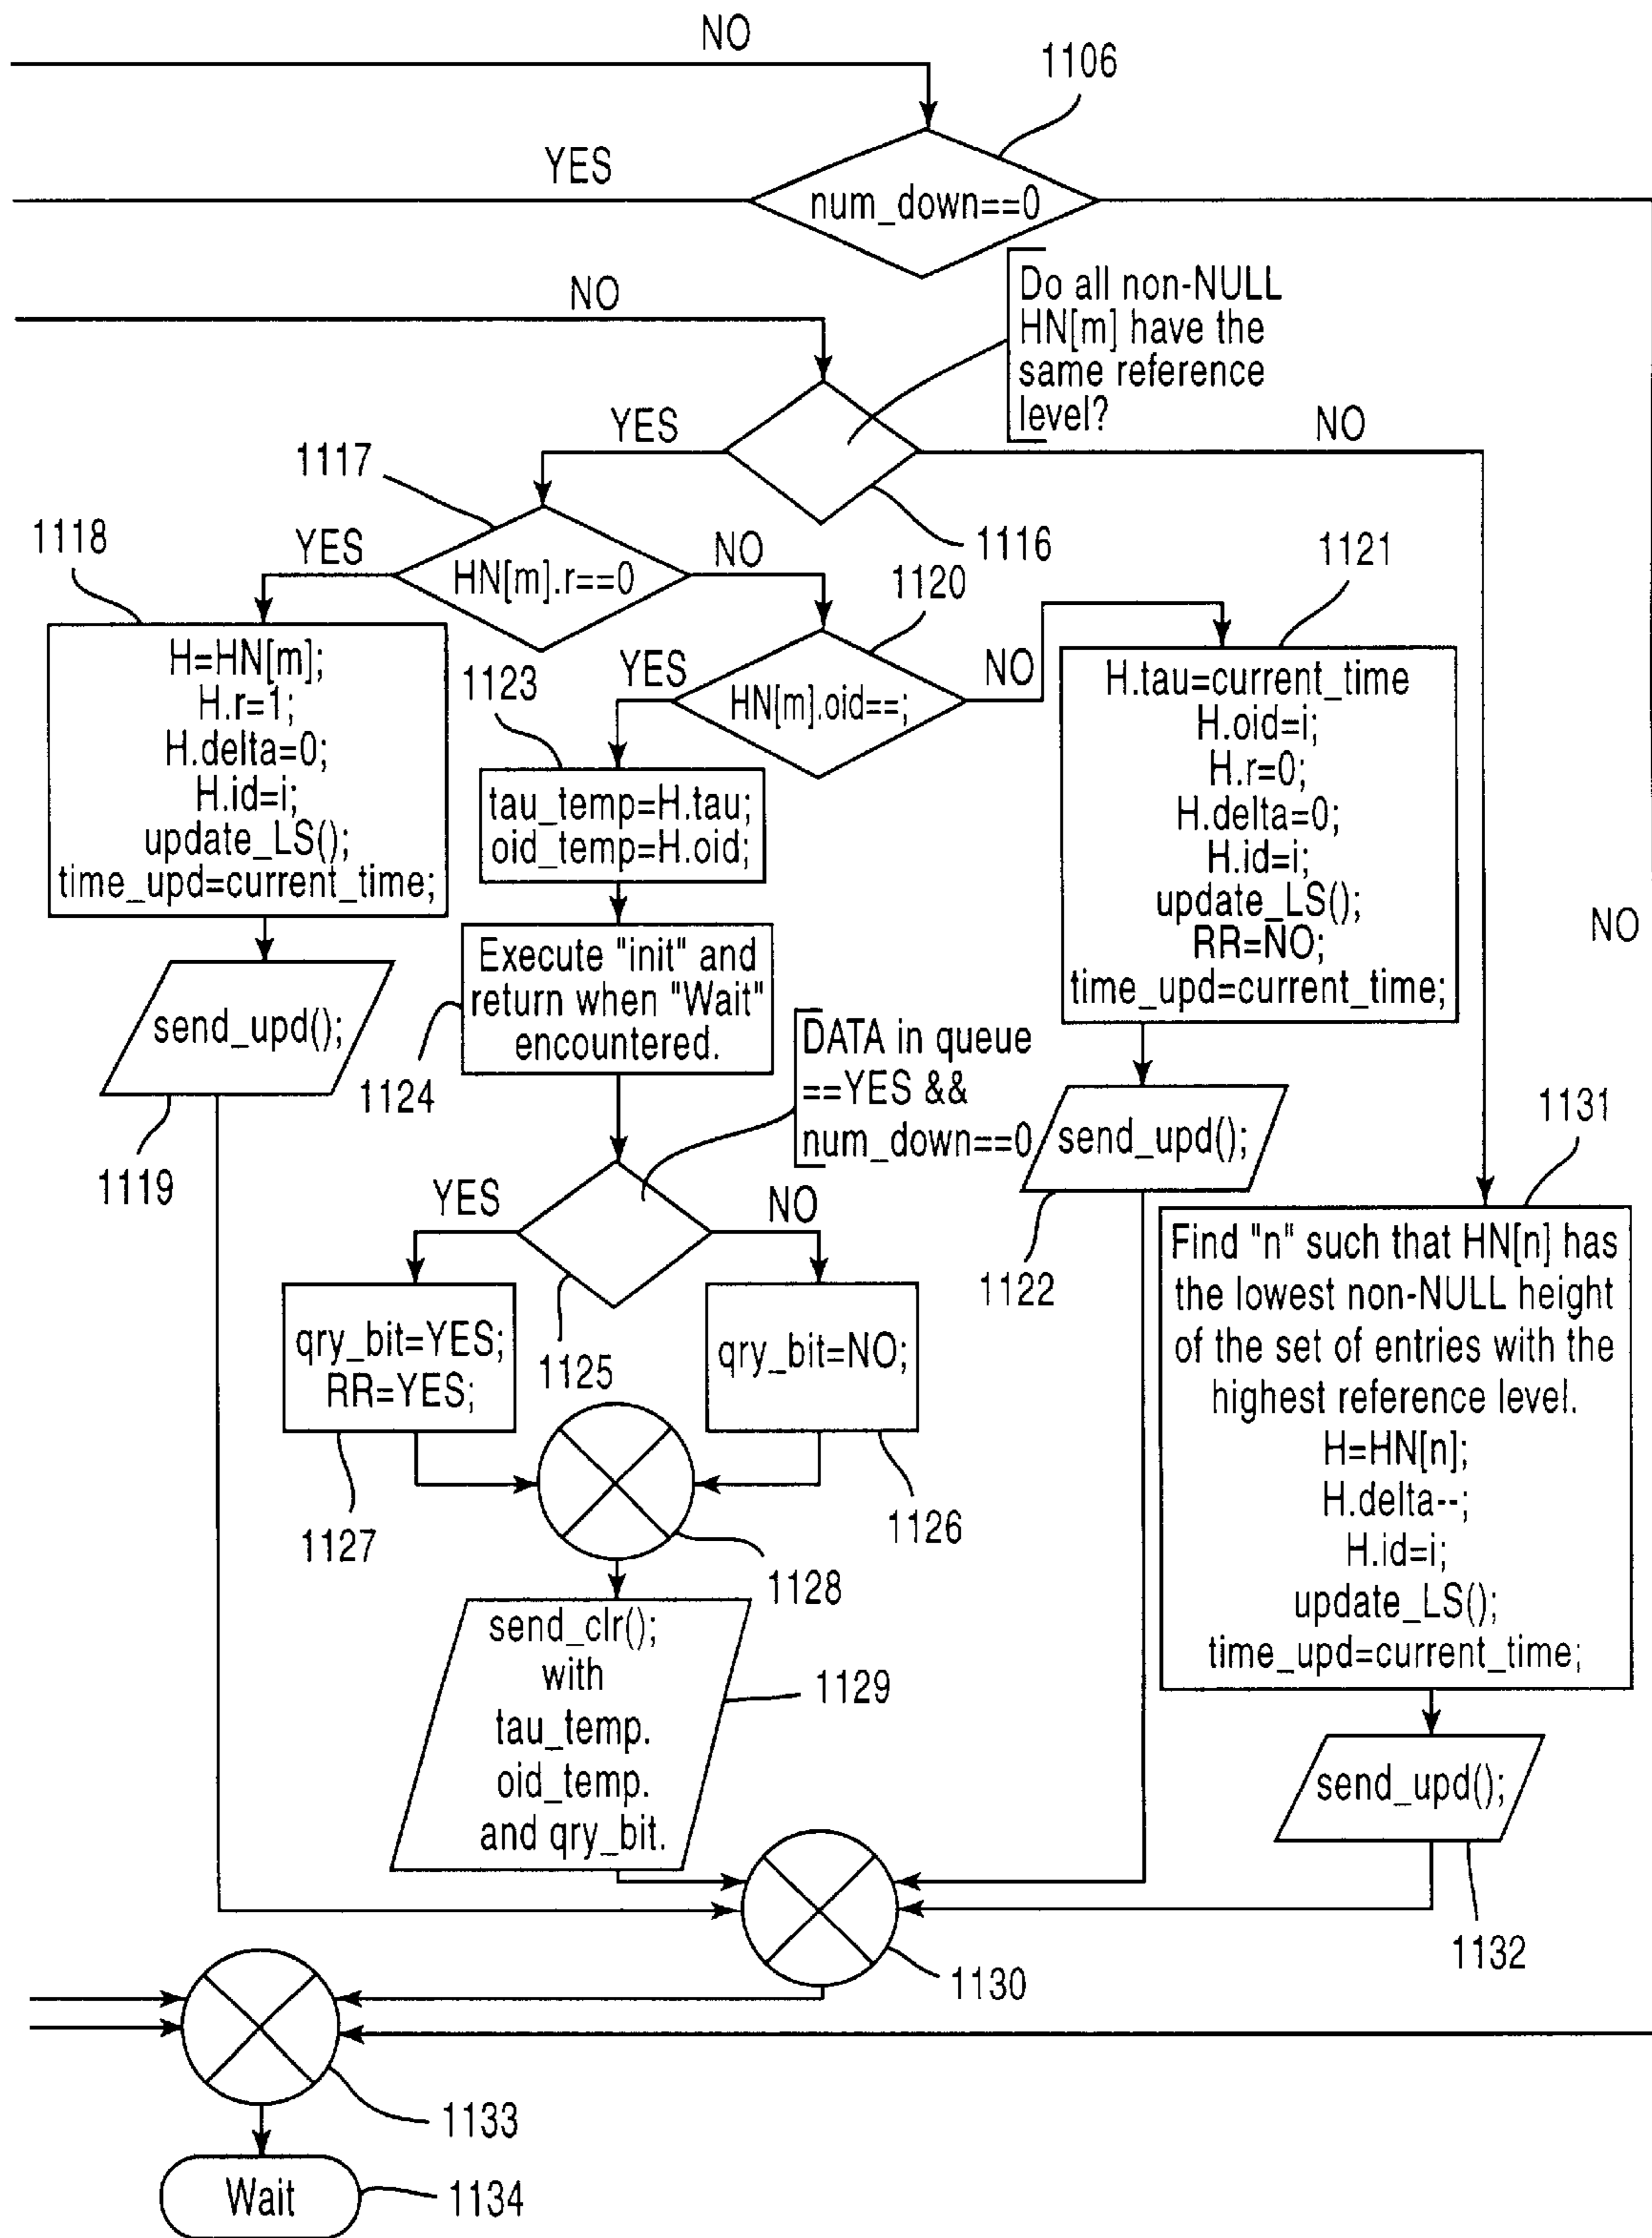 NO
1106
YES
num_down==0
NO
Do all non-NULL
HN[m] have the
same reference
level?
YES
NO
1117
1116
1118
YES
HN[m].r==0
NO
1120
1121
H=HN[m];
H.r=1;
H.delta=0;
H.id=i;
update_LS();
time_upd=current_time;
1123
YES
HN[m].oid==;
NO
H.tau=current_time
H.oid=i;
H.r=0;
H.delta=0;
H.id=i;
update_LS();
RR=NO;
time_upd=current_time;
tau_temp=H.tau;
oid_temp=H.oid;
NO
Execute "init" and
return when "Wait"
encountered.
1124
send_upd();
1119
DATA in queue
==YES &&
num_down==0
send_upd();
1122
1131
YES
NO
1125
qry_bit=YES;
RR=YES;
1127
qry_bit=NO;
1126
1128
Find "n" such that HN[n] has
the lowest non-NULL height
of the set of entries with the
highest reference level.
H=HN[n];
H.delta--;
H.id=i;
update_LS();
time_upd=current_time;
send_clr();
with
tau_temp.
oid_temp.
and qry_bit.
1129
send_upd();
1132
1130
1133
Wait
1134